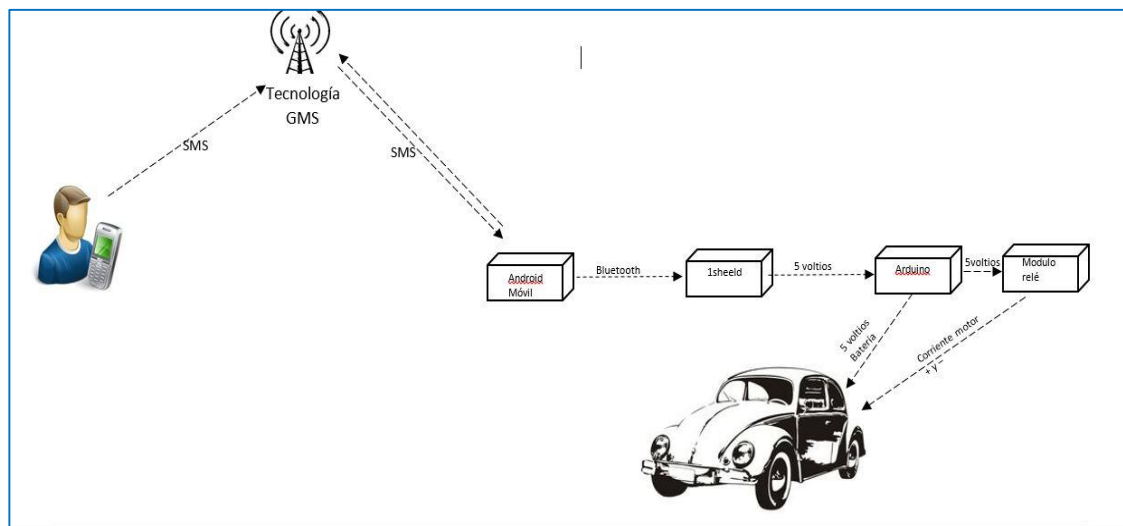 Tecnología
GMS
SMS
SMS
Android
Móvil
Bluetooth
1sheeld
5 voltios
Arduino
5voltios
Modulo
relé
5 voltios
Batería
Corriente motor
+ y -